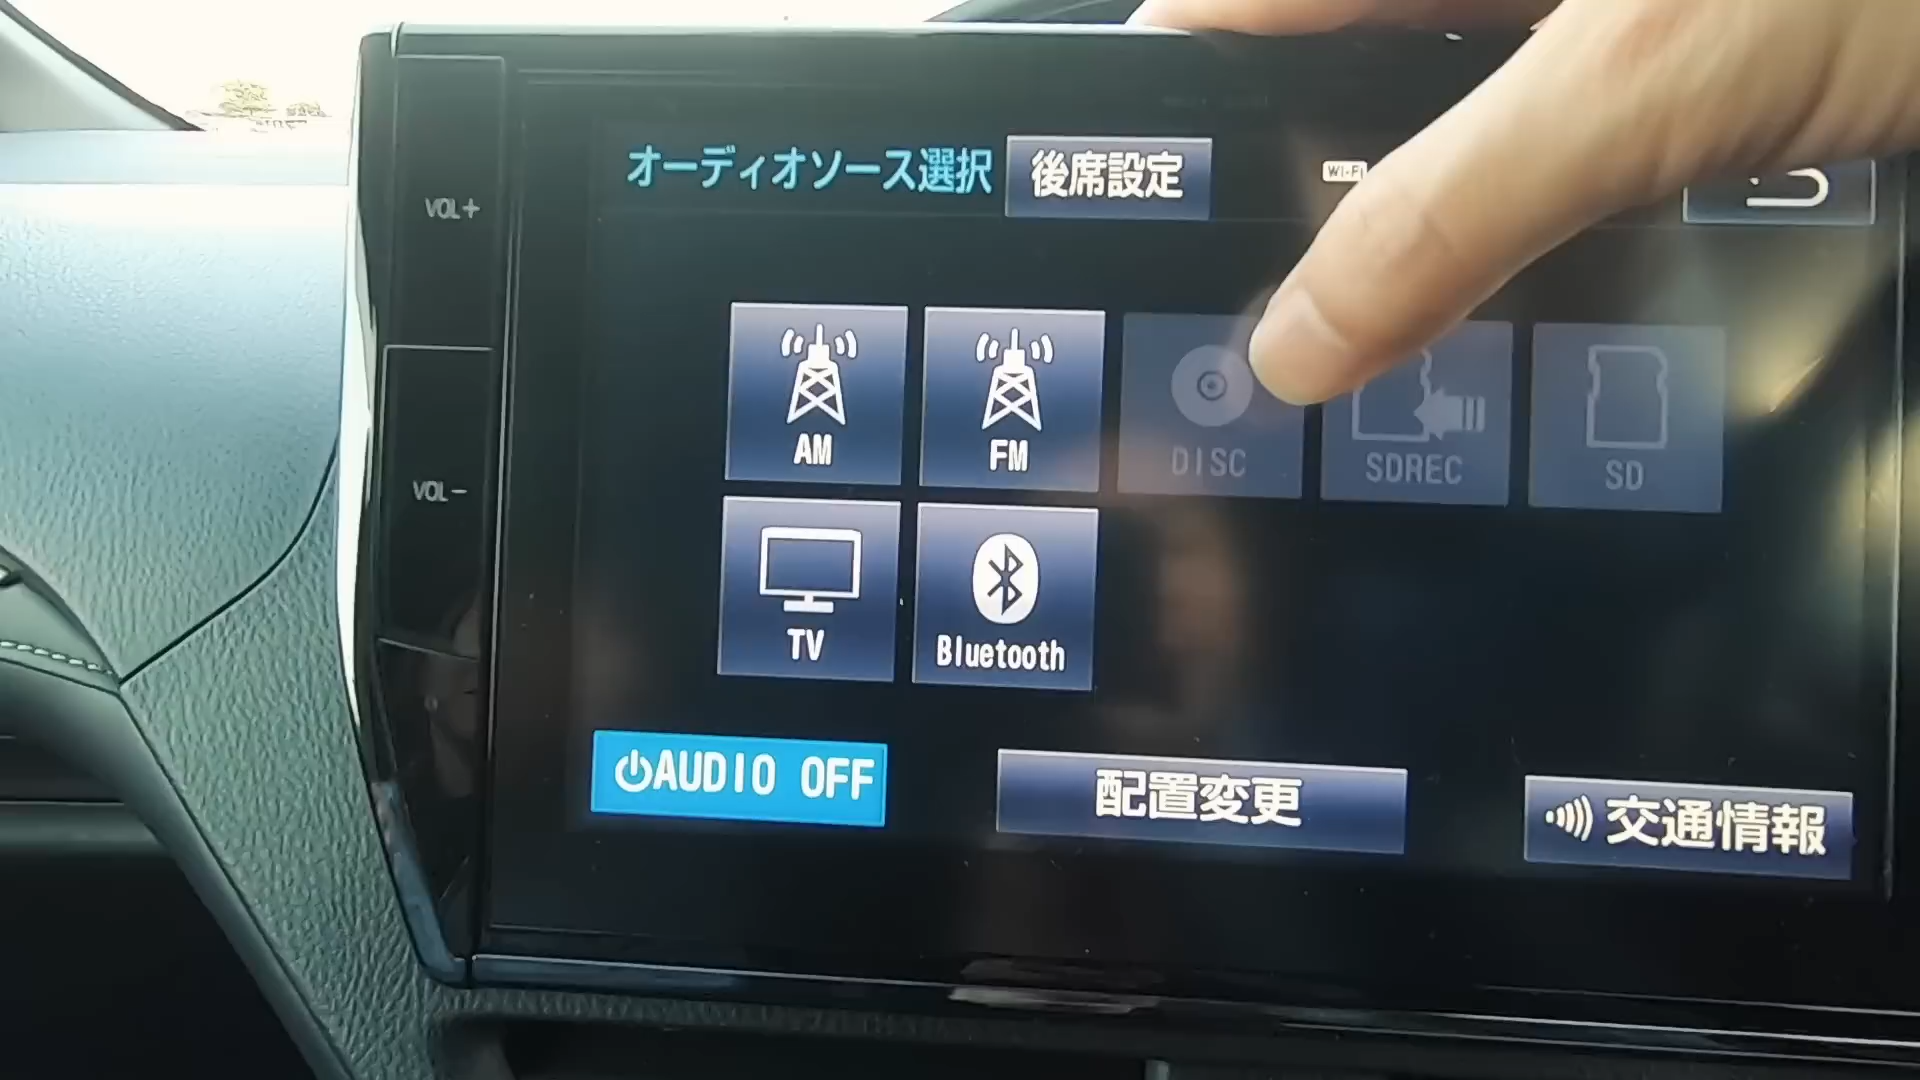 VOL+
VOL−
オーディオソース選択 後席設定
WI-FI
AM FM DISC SDREC SD
TV Bluetooth
AUDIO OFF 配置変更 交通情報